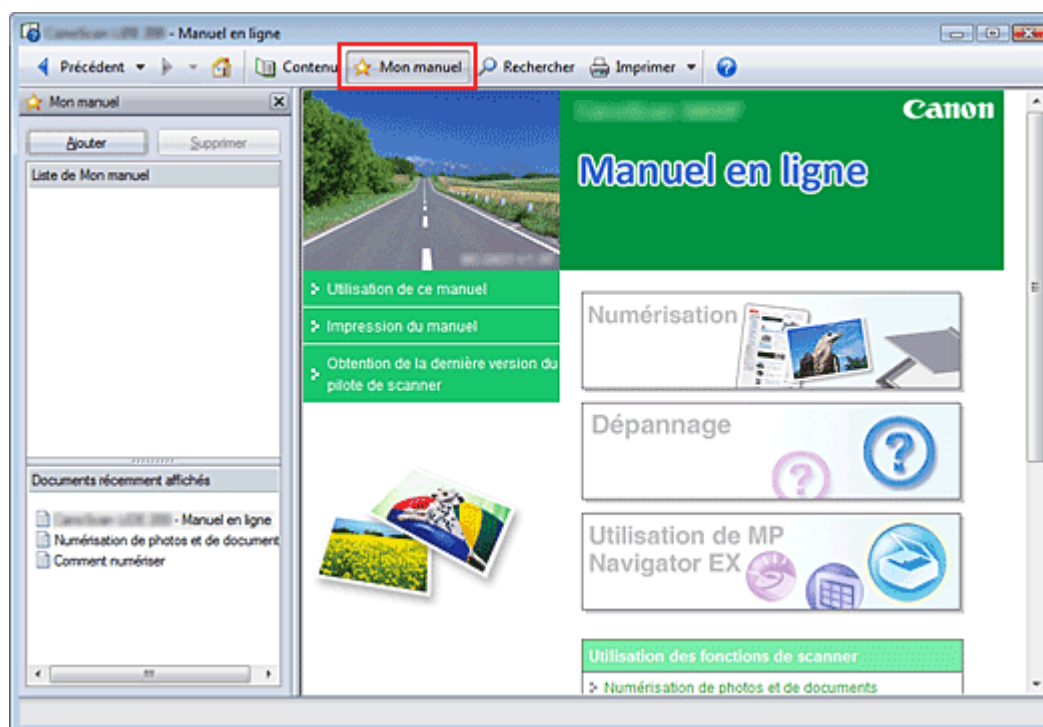 - Manuel en ligne
Précédent
Contenu
Mon manuel
Rechercher
Imprimer
Mon manuel
Ajouter
Supprimer
Liste de Mon manuel
Documents récemment affichés
- Manuel en ligne
Numérisation de photos et de document
Comment numériser
Canon
Manuel en ligne
Utilisation de ce manuel
Impression du manuel
Obtention de la dernière version du
pilote de scanner
Numérisation
Dépannage
Utilisation de MP
Navigator EX
Utilisation des fonctions de scanner
Numérisation de photos et de documents